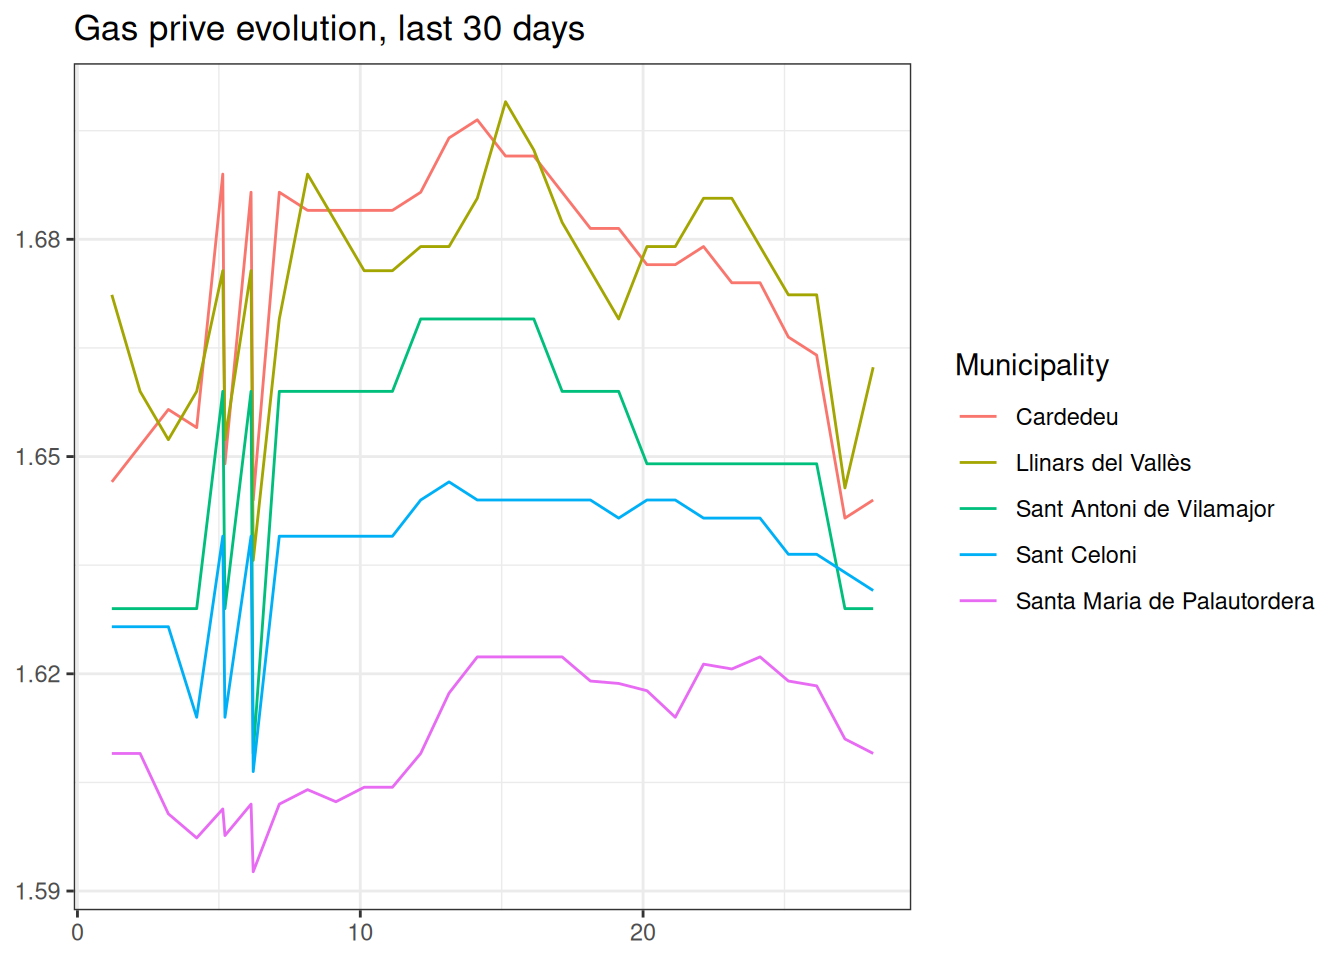 Gas prive evolution, last 30 days
1.68
1.65
1.62
1.59
0 10 20
Municipality
Cardedeu
Llinars del Vallès
Sant Antoni de Vilamajor
Sant Celoni
Santa Maria de Palautordera